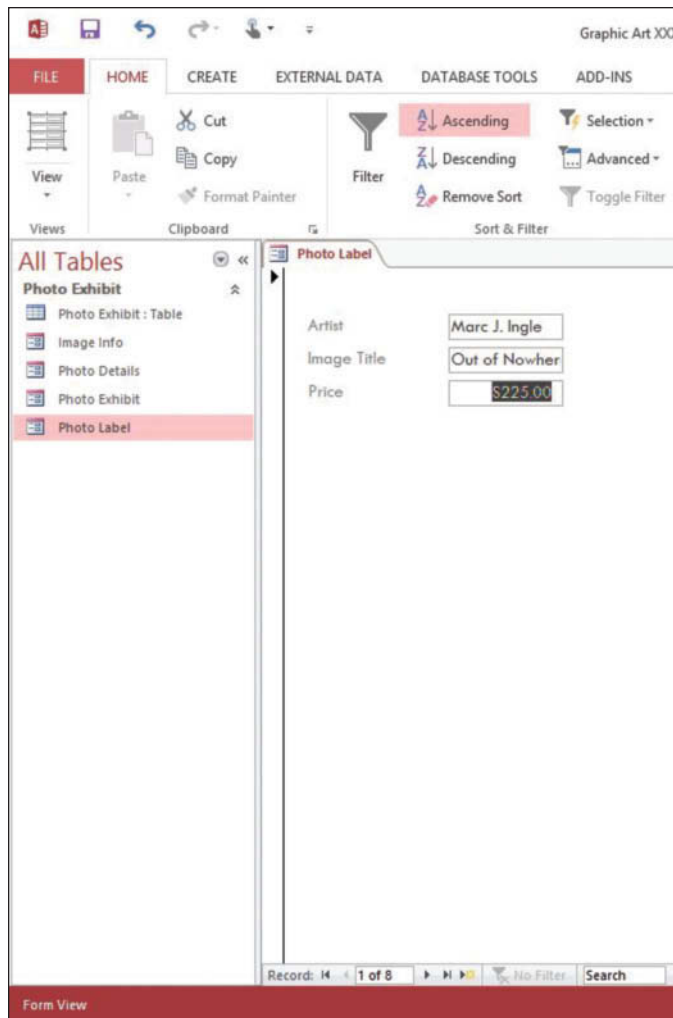 Graphic Art XX
FILE HOME CREATE EXTERNAL DATA DATABASE TOOLS ADD-INS
View
Paste
Cut
Copy
Format Painter
Filter
Ascending
Descending
Remove Sort
Selection
Advanced
Toggle Filter
Views Clipboard Sort & Filter
All Tables
Photo Exhibit
Photo Exhibit : Table
Image Info
Photo Details
Photo Exhibit
Photo Label
Photo Label
Artist Marc J. Ingle
Image Title Out of Nowher
Price $225.00
Record: 1 of 8 No Filter Search
Form View